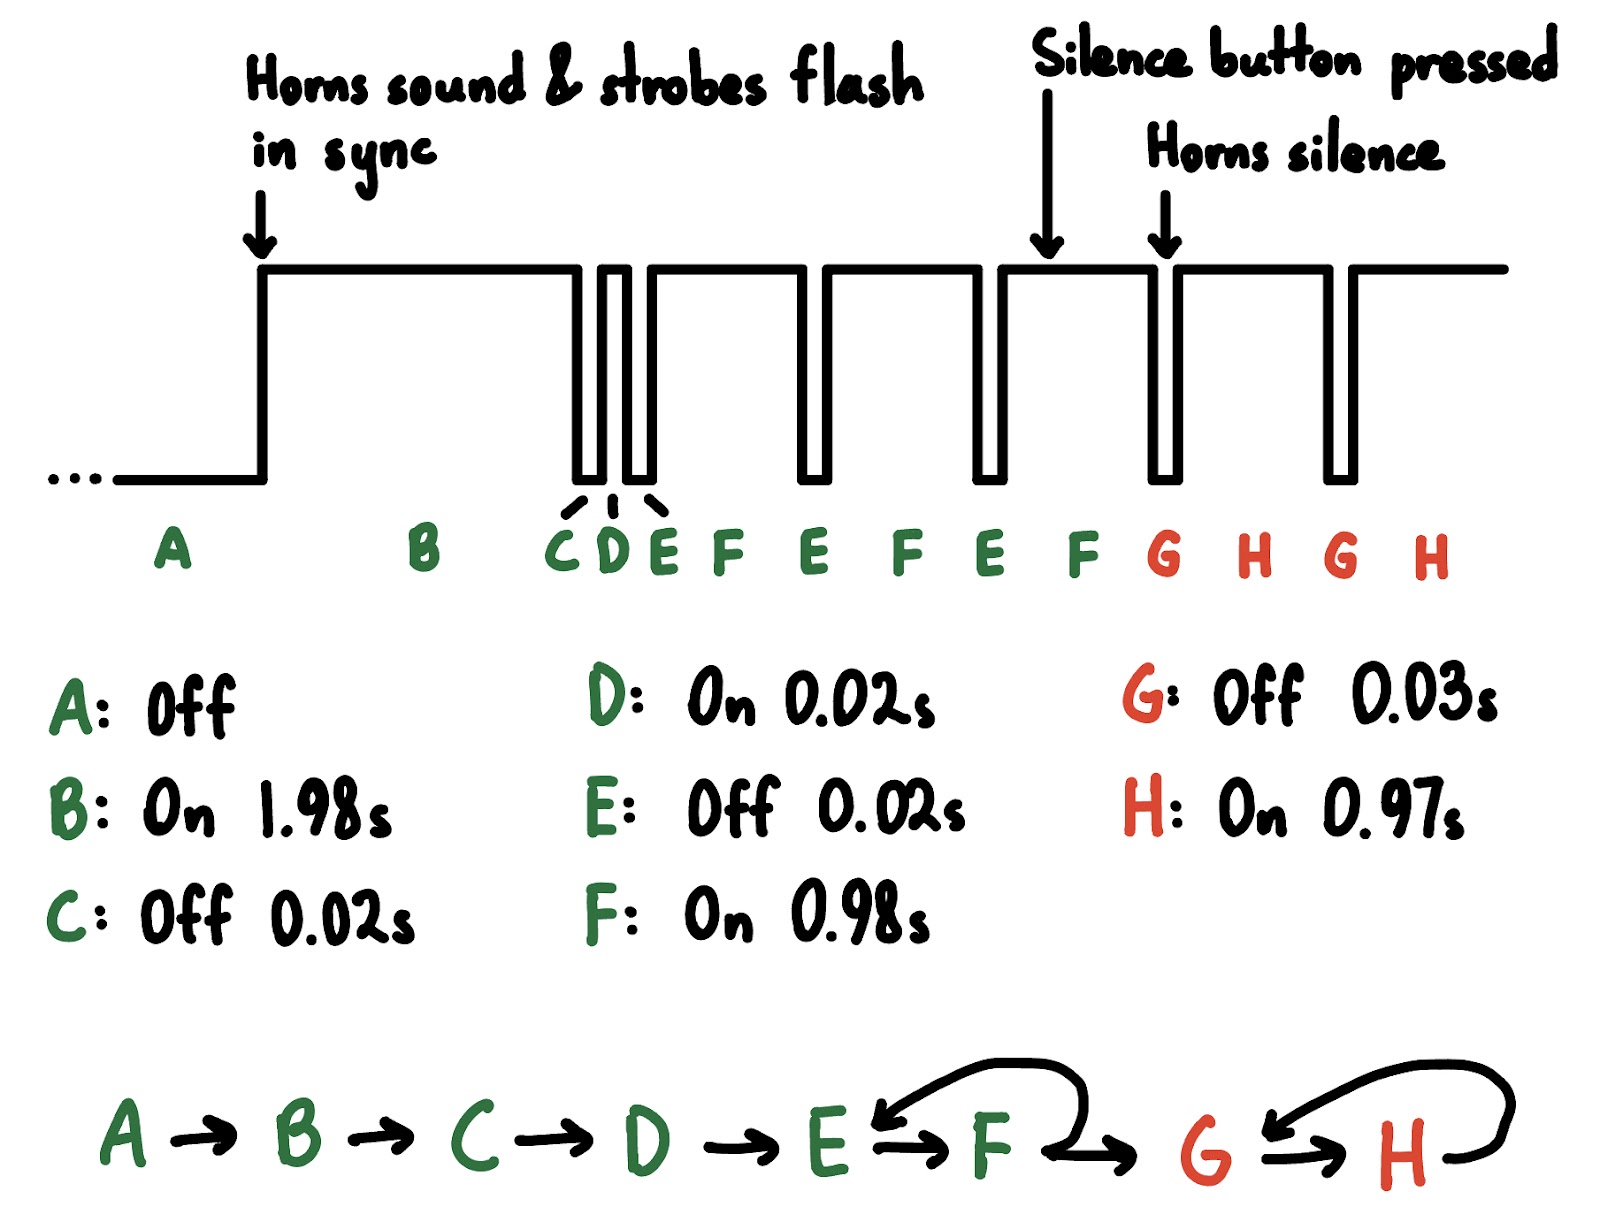 Horns sound & strobes flash
in sync
Silence button pressed
Horns silence
...
A B C D E F E F E F G H G H
A: Off
B: On 1.98s
C: Off 0.02s
D: On 0.02s
E: Off 0.02s
F: On 0.98s
G: Off 0.03s
H: On 0.97s
A → B → C → D → E → F → G → H